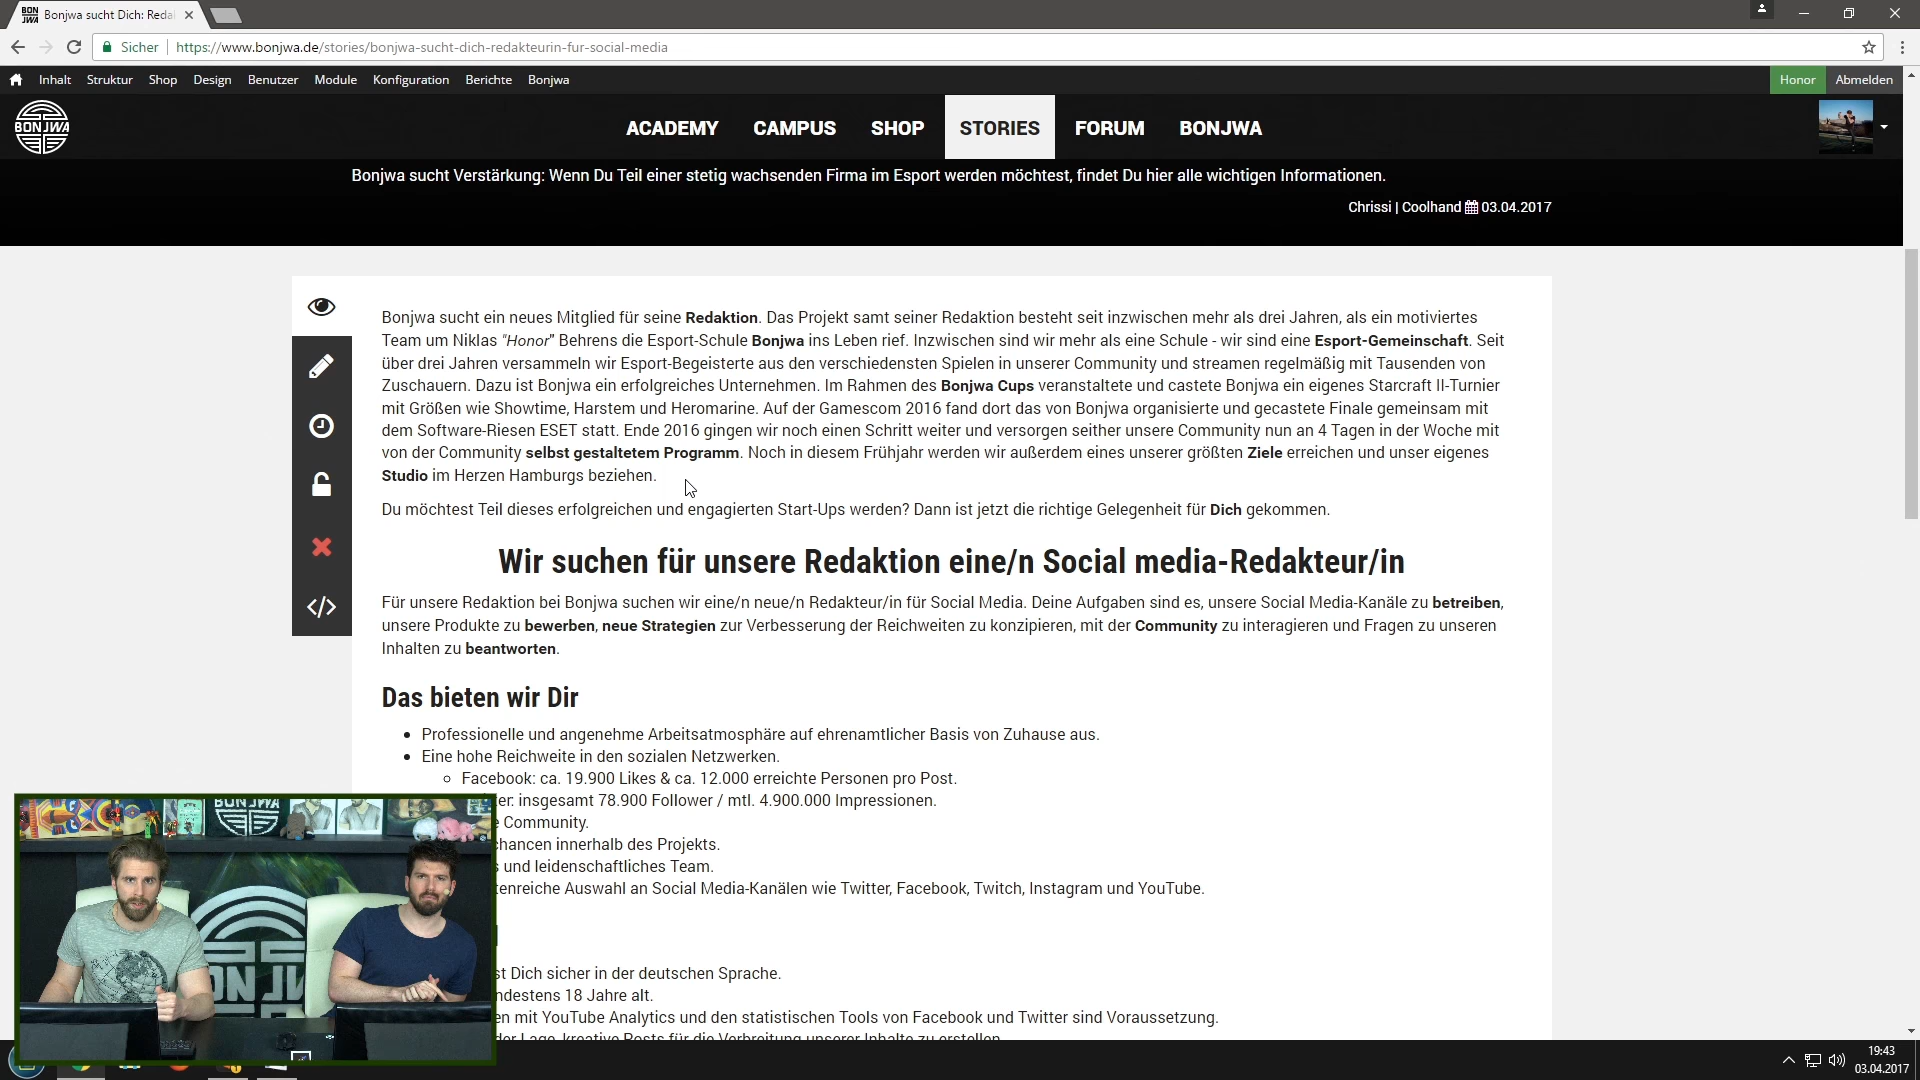 Bonjwa sucht Dich: Reda
Sicher
https://www.bonjwa.de/stories/bonjwa-sucht-dich-redakteurin-fur-social-media
Inhalt Struktur Shop Design Benutzer Module Konfiguration Berichte Bonjwa
Honor Abmelden
BONJWA
ACADEMY CAMPUS SHOP STORIES FORUM BONJWA
Bonjwa sucht Verstärkung: Wenn Du Teil einer stetig wachsenden Firma im Esport werden möchtest, findet Du hier alle wichtigen Informationen.
Chrissi | Coolhand 03.04.2017
Bonjwa sucht ein neues Mitglied für seine Redaktion. Das Projekt samt seiner Redaktion besteht seit inzwischen mehr als drei Jahren, als ein motiviertes
Team um Niklas "Honor" Behrens die Esport-Schule Bonjwa ins Leben rief. Inzwischen sind wir mehr als eine Schule - wir sind eine Esport-Gemeinschaft. Seit
über drei Jahren versammeln wir Esport-Begeisterte aus den verschiedensten Spielen in unserer Community und streamen regelmäßig mit Tausenden von
Zuschauern. Dazu ist Bonjwa ein erfolgreiches Unternehmen. Im Rahmen des Bonjwa Cups veranstaltete und castete Bonjwa ein eigenes Starcraft II-Turnier
mit Größen wie Showtime, Harstem und Heromarine. Auf der Gamescom 2016 fand dort das von Bonjwa organisierte und gecastete Finale gemeinsam mit
dem Software-Riesen ESET statt. Ende 2016 gingen wir noch einen Schritt weiter und versorgen seither unsere Community nun an 4 Tagen in der Woche mit
von der Community selbst gestaltetem Programm. Noch in diesem Frühjahr werden wir außerdem eines unserer größten Ziele erreichen und unser eigenes
Studio im Herzen Hamburgs beziehen.
Du möchtest Teil dieses erfolgreichen und engagierten Start-Ups werden? Dann ist jetzt die richtige Gelegenheit für Dich gekommen.
Wir suchen für unsere Redaktion eine/n Social media-Redakteur/in
Für unsere Redaktion bei Bonjwa suchen wir eine/n neue/n Redakteur/in für Social Media. Deine Aufgaben sind es, unsere Social Media-Kanäle zu betreiben,
unsere Produkte zu bewerben, neue Strategien zur Verbesserung der Reichweiten zu konzipieren, mit der Community zu interagieren und Fragen zu unseren
Inhalten zu beantworten.
Das bieten wir Dir
Professionelle und angenehme Arbeitsatmosphäre auf ehrenamtlicher Basis von Zuhause aus.
Eine hohe Reichweite in den sozialen Netzwerken.
Facebook: ca. 19.900 Likes & ca. 12.000 erreichte Personen pro Post.
insgesamt 78.900 Follower / mtl. 4.900.000 Impressionen.
Community.
chancen innerhalb des Projekts.
und leidenschaftliches Team.
tenreiche Auswahl an Social Media-Kanälen wie Twitter, Facebook, Twitch, Instagram und YouTube.
st Dich sicher in der deutschen Sprache.
ndestens 18 Jahre alt.
en mit YouTube Analytics und den statistischen Tools von Facebook und Twitter sind Voraussetzung.
der Lage, kreative Posts für die Verbreitung unserer Inhalte zu erstellen.
19:43
03.04.2017